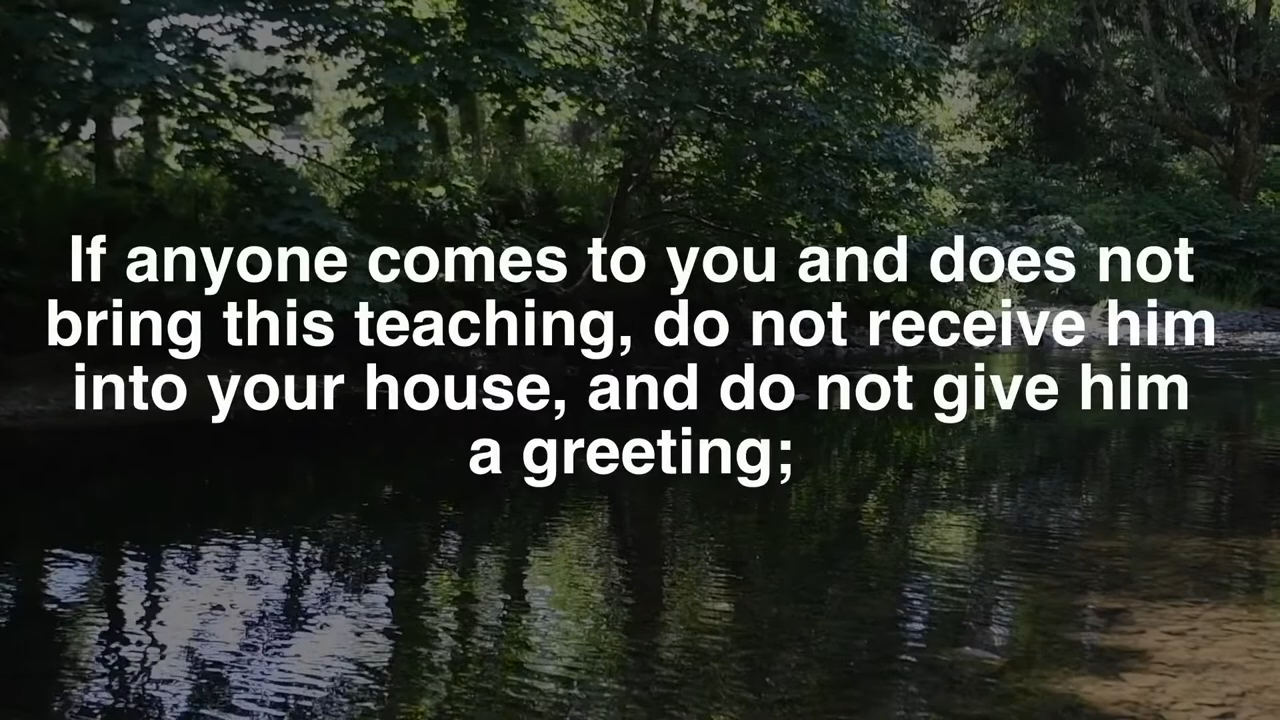 If anyone comes to you and does not
bring this teaching, do not receive him
into your house, and do not give him
a greeting;